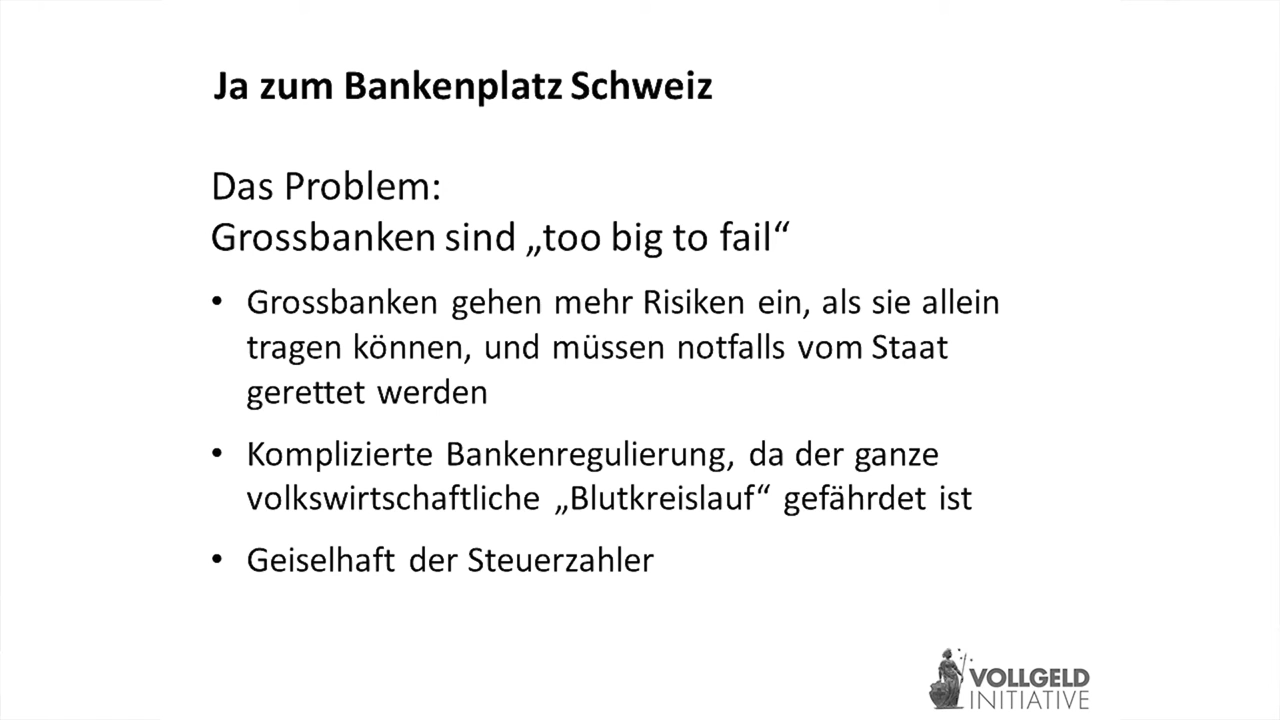 Ja zum Bankenplatz Schweiz
Das Problem:
Grossbanken sind „too big to fail“
• Grossbanken gehen mehr Risiken ein, als sie allein
tragen können, und müssen notfalls vom Staat
gerettet werden
• Komplizierte Bankenregulierung, da der ganze
volkswirtschaftliche „Blutkreislauf“ gefährdet ist
• Geiselhaft der Steuerzahler
VOLLGELD
INITIATIVE